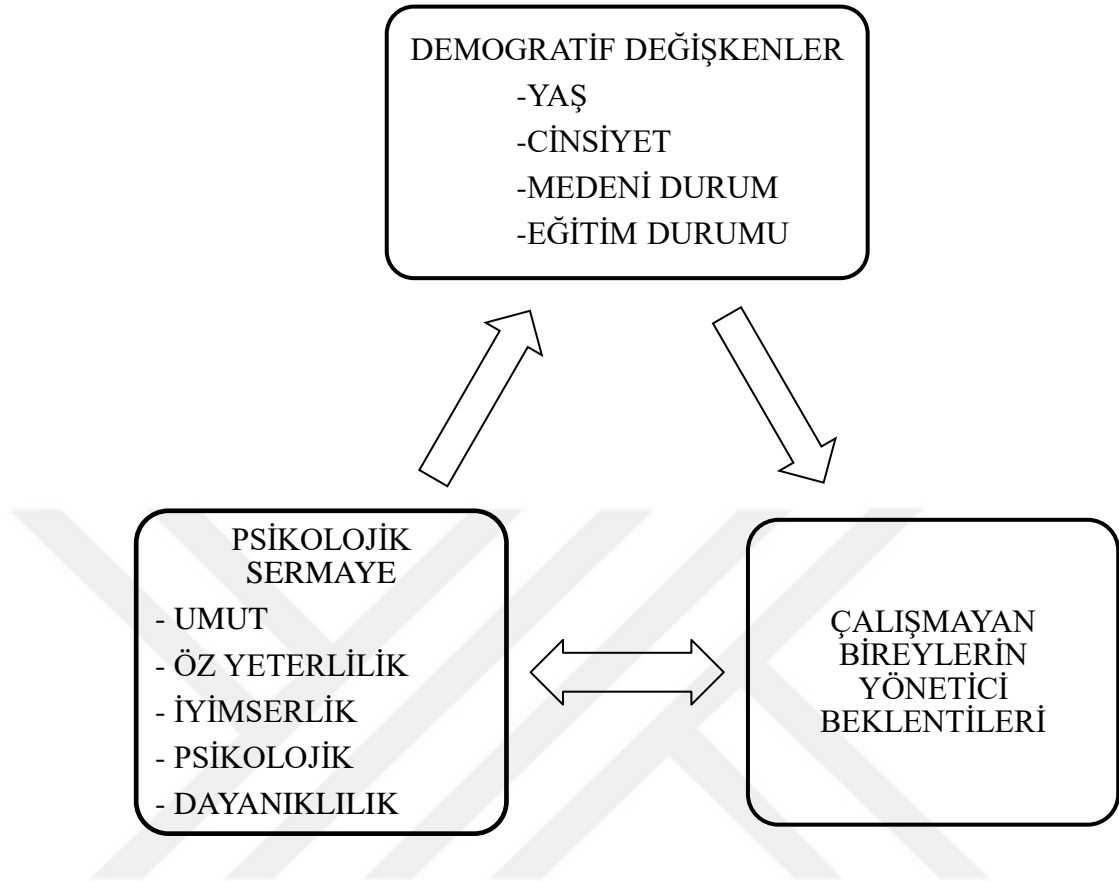 DEMOGRATİF DEĞİŞKENLER
-YAŞ
-CİNSİYET
-MEDENİ DURUM
-EĞİTİM DURUMU
PSİKOLOJİK
SERMAYE
- UMUT
- ÖZ YETERLİLİK
- İYİMSERLİK
- PSİKOLOJİK
- DAYANIKLILIK
ÇALIŞMAYAN
BİREYLERİN
YÖNETİCİ
BEKLENTİLERİ